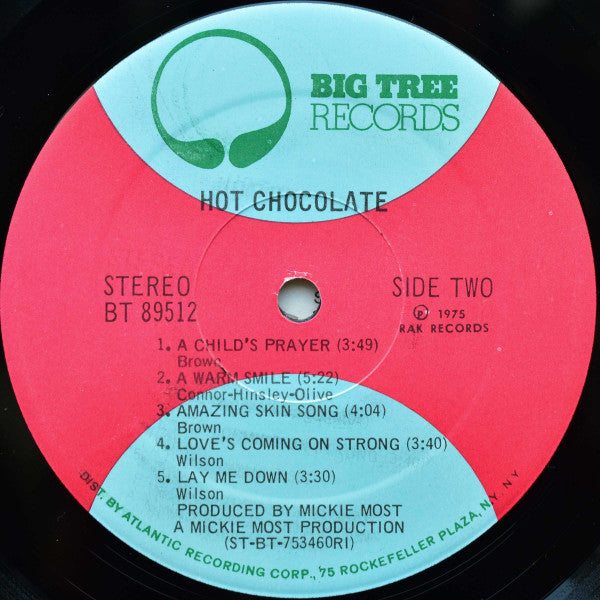 BIG TREE
RECORDS
HOT CHOCOLATE
STEREO
BT 89512
SIDE TWO
℗ 1975
RAK RECORDS
1. A CHILD'S PRAYER (3:49)
Brown
2. A WARM SMILE (5:22)
Connor-Hinsley-Olive
3. AMAZING SKIN SONG (4:04)
Brown
4. LOVE'S COMING ON STRONG (3:40)
Wilson
5. LAY ME DOWN (3:30)
Wilson
PRODUCED BY MICKIE MOST
A MICKIE MOST PRODUCTION
(ST-BT-753460RI)
DIST. BY ATLANTIC RECORDING CORP., 75 ROCKEFELLER PLAZA, N.Y. N.Y.